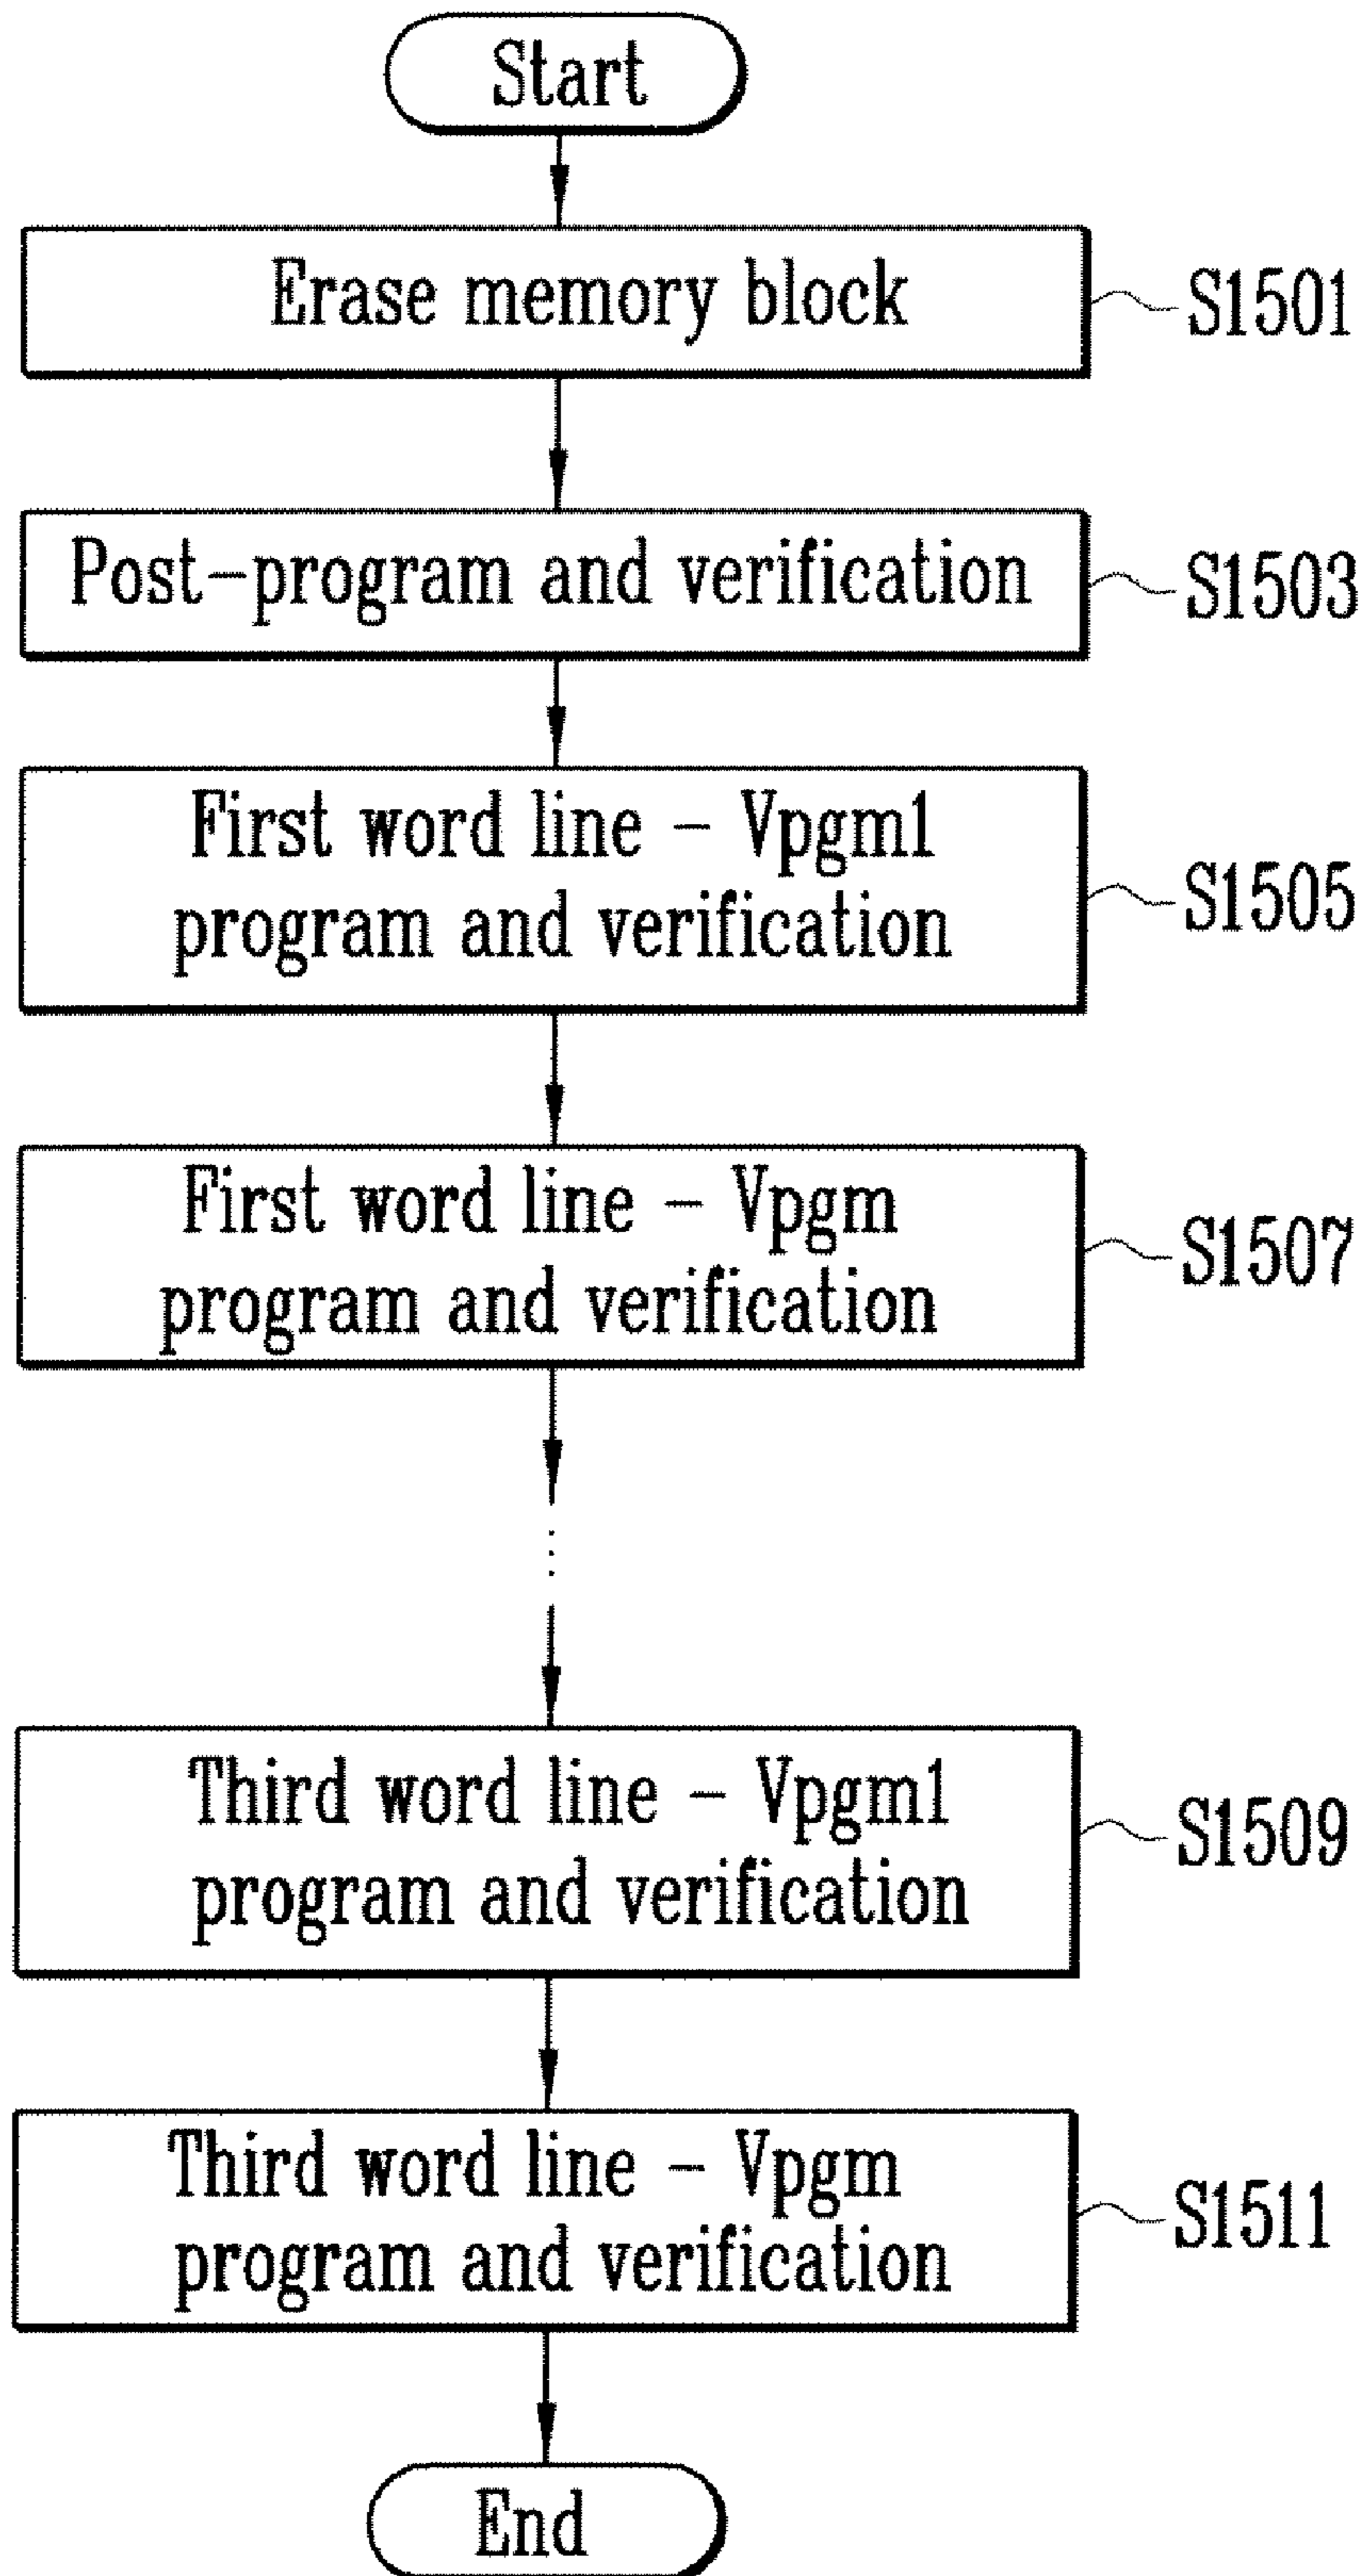 Start
Erase memory block
S1501
Post-program and verification
S1503
First word line - Vpgm1
program and verification
S1505
First word line - Vpgm
program and verification
S1507
Third word line - Vpgm1
program and verification
S1509
Third word line - Vpgm
program and verification
S1511
End